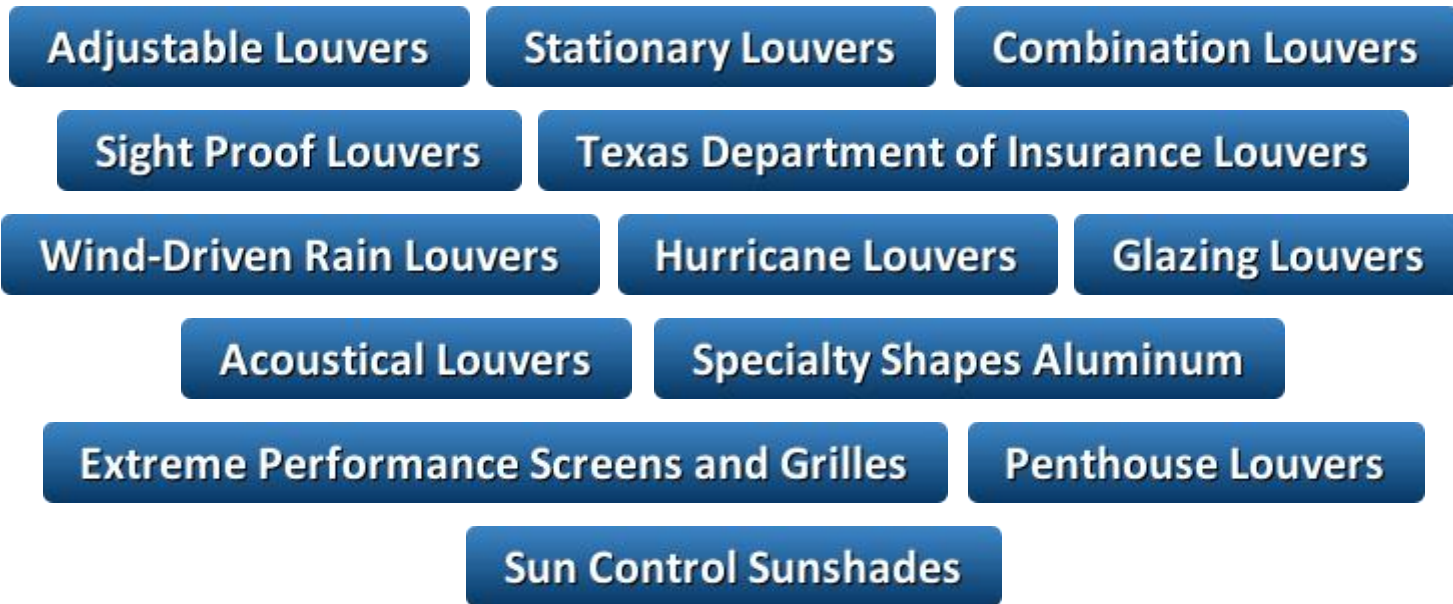 Adjustable Louvers Stationary Louvers Combination Louvers
Sight Proof Louvers Texas Department of Insurance Louvers
Wind-Driven Rain Louvers Hurricane Louvers Glazing Louvers
Acoustical Louvers Specialty Shapes Aluminum
Extreme Performance Screens and Grilles Penthouse Louvers
Sun Control Sunshades